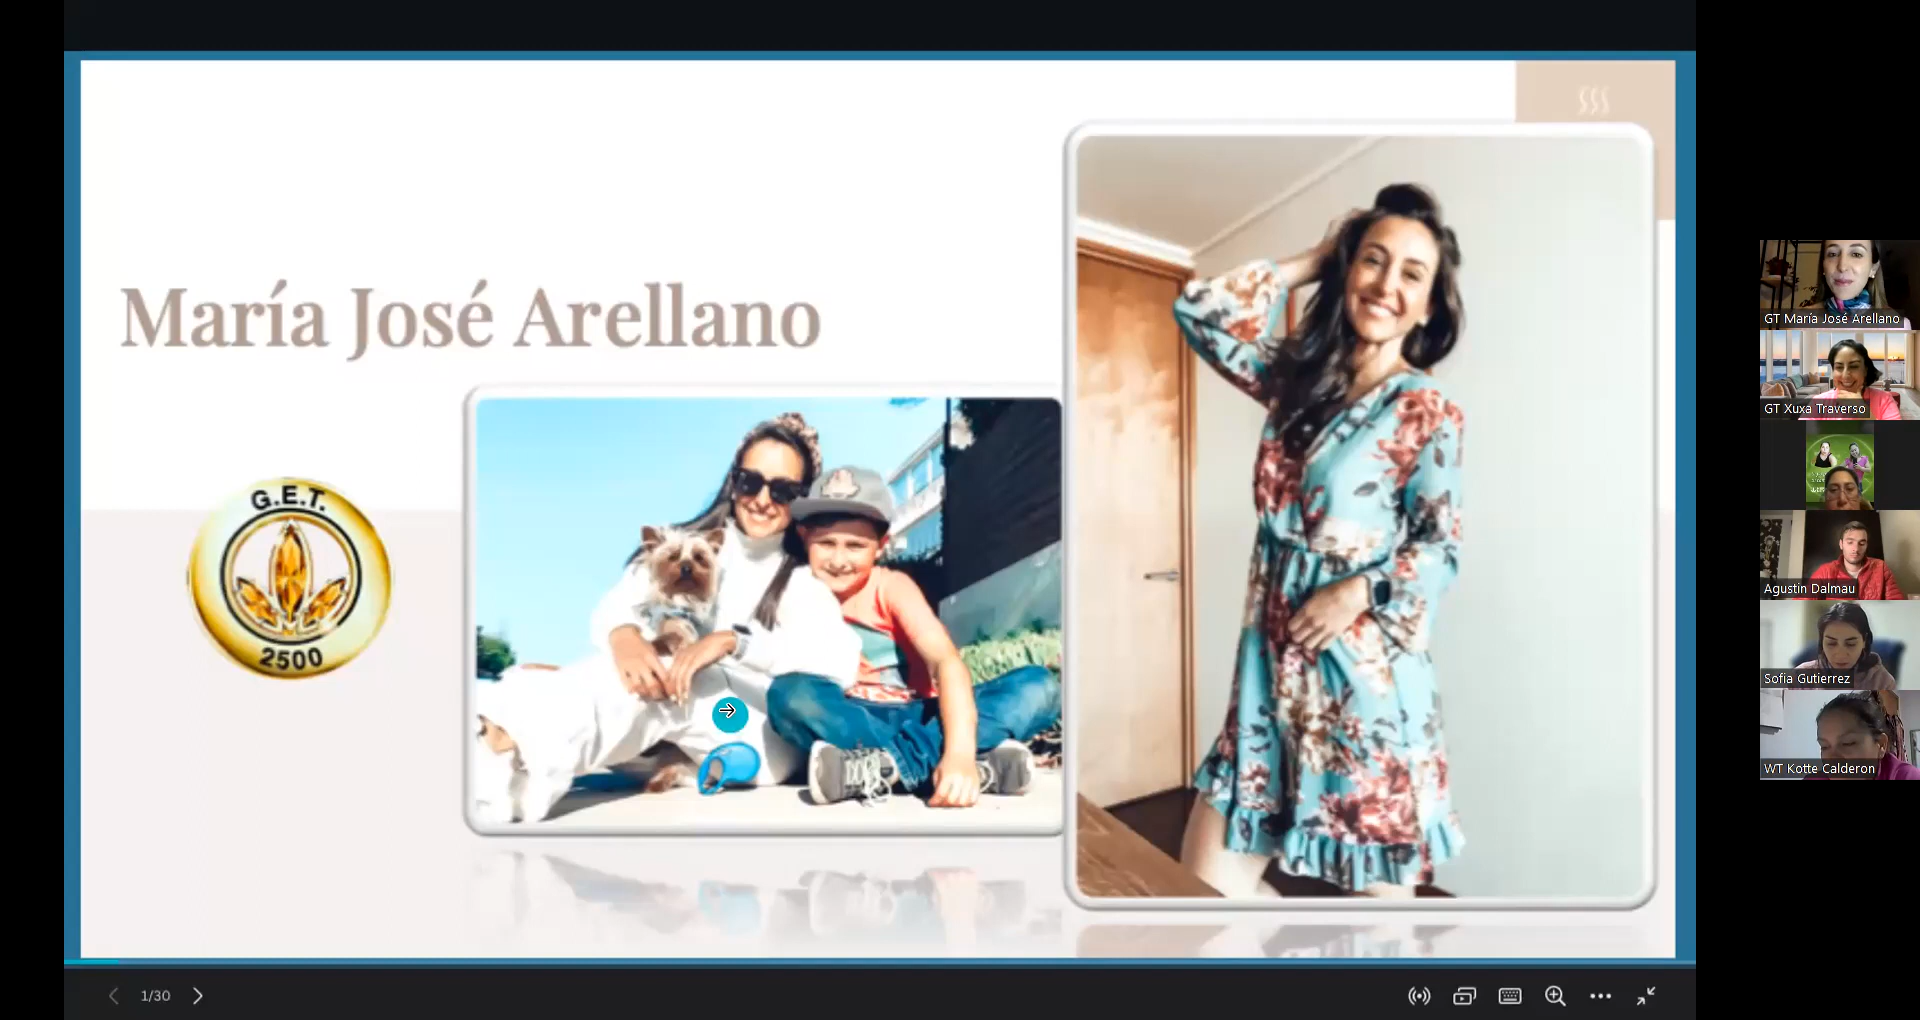 María José Arellano
G.E.T.
2500
1/30
GT María José Arellano
GT Xuxa Traverso
Agustin Dalmau
Sofia Gutierrez
WT Kotte Calderon